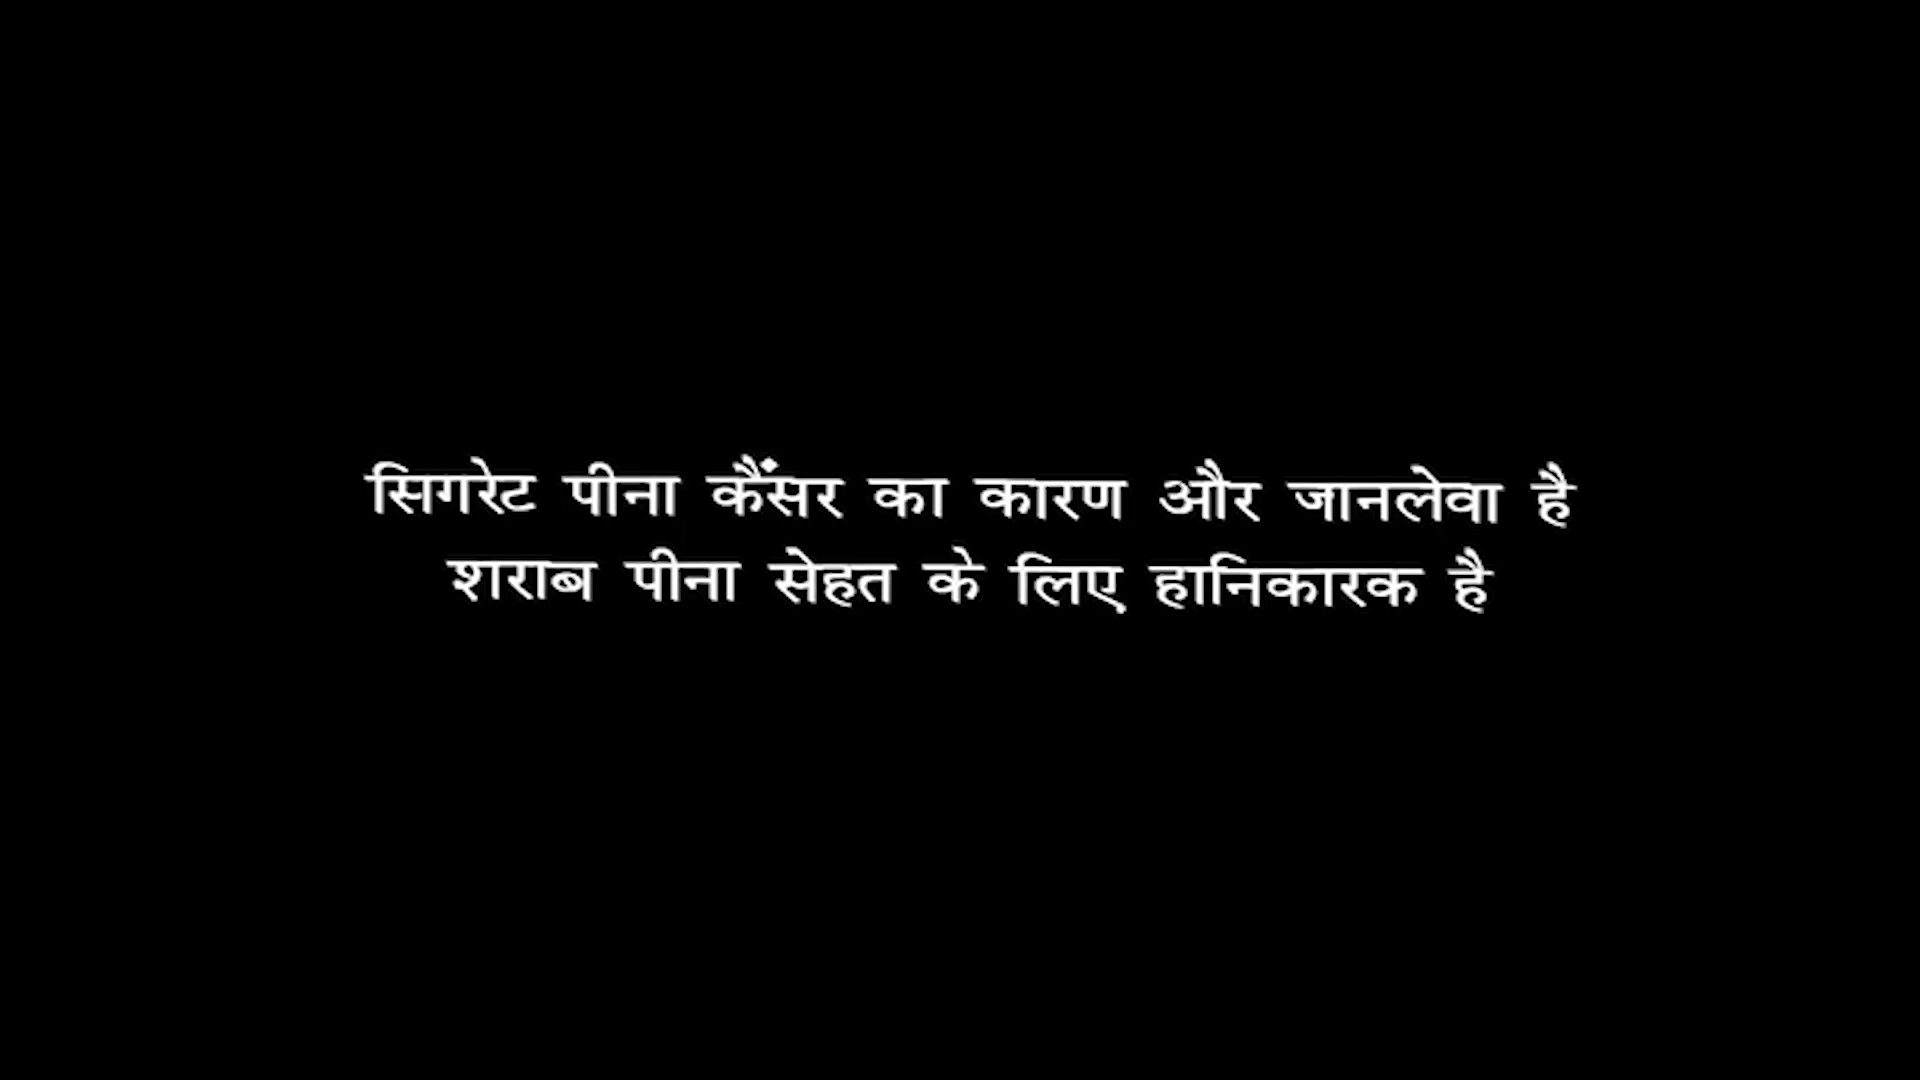 सिगरेट पीना कैंसर का कारण और जानलेवा है
शराब पीना सेहत के लिए हानिकारक है